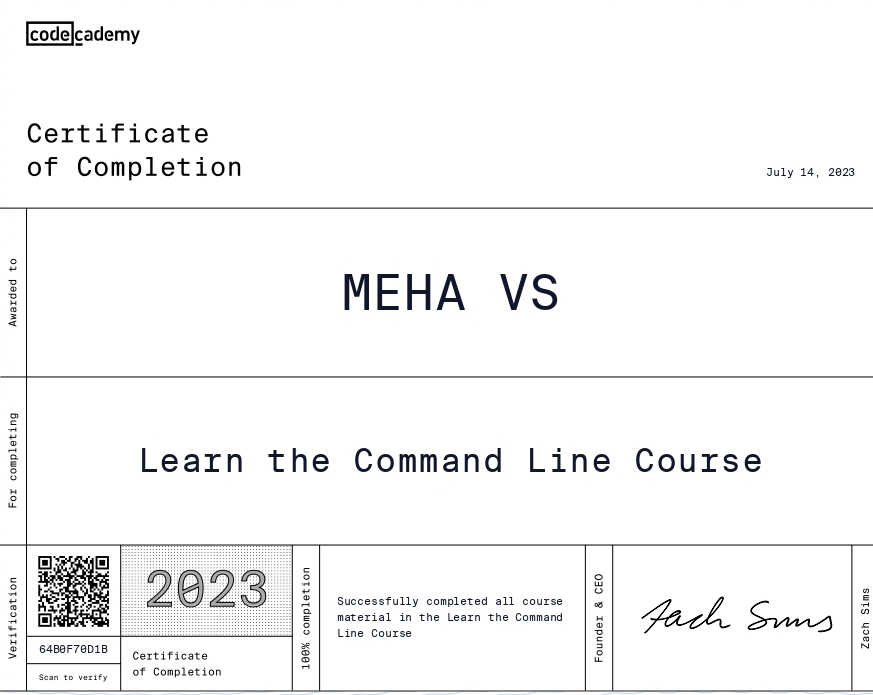 codecademy
Certificate
of Completion
July 14, 2023
Awarded to
MEHA VS
For completing
Learn the Command Line Course
Verification
64B0F70D1B
Scan to verify
2023
Certificate
of Completion
100% completion
Successfully completed all course
material in the Learn the Command
Line Course
Founder & CEO
Zach Sims
Zach Sims